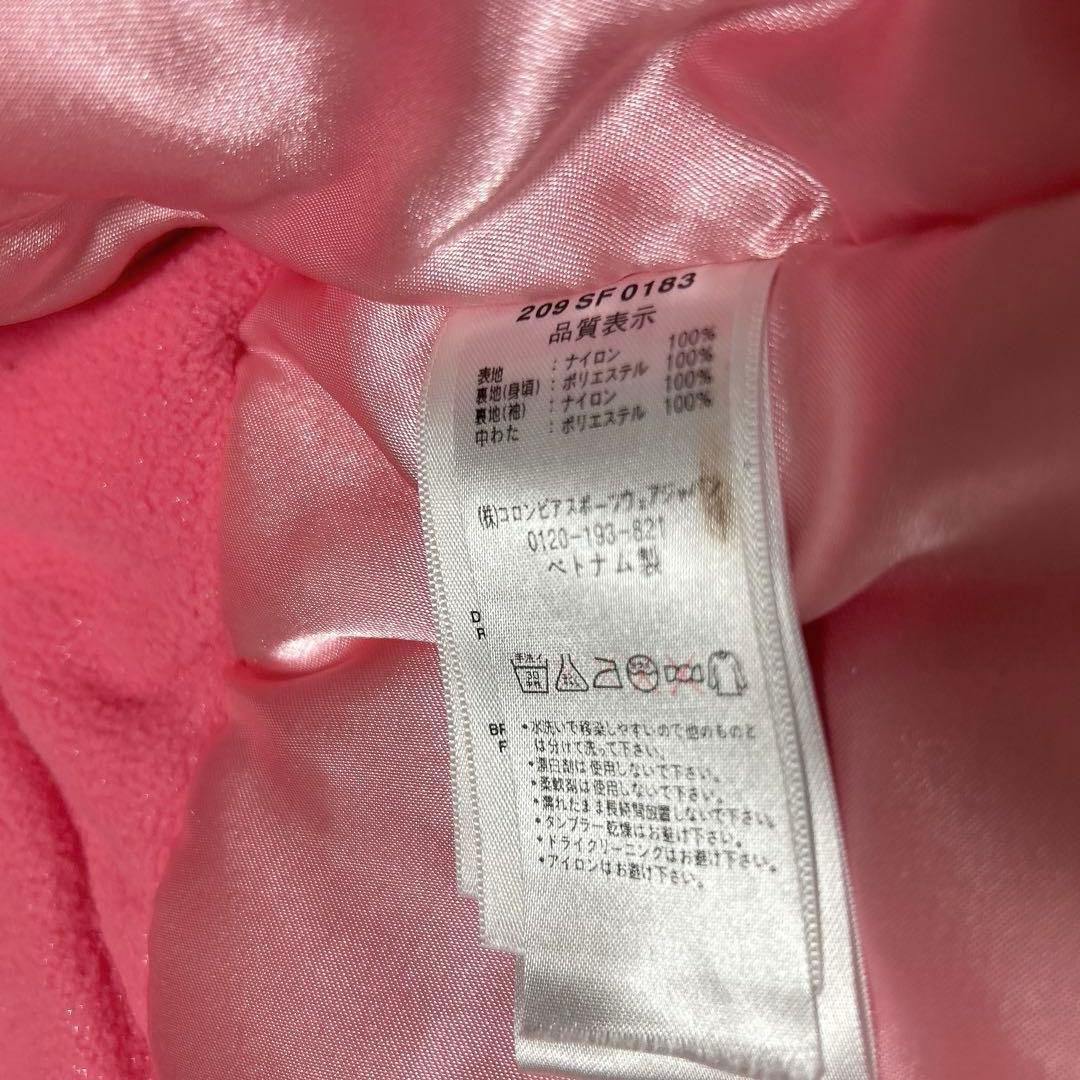 209 SF 0183
品質表示
表地 : ナイロン 100%
裏地(身頃) : ポリエステル 100%
裏地(袖) : ナイロン 100%
中わた : ポリエステル 100%
(株)コロンビアスポーツウェアジャパン
0120-193-821
ベトナム製
D
R
手洗イ
30
中性
BF
F
•水洗いで移染しやすいので他のものと
は分けて洗って下さい。
•漂白剤は使用しないで下さい。
•柔軟剤は使用しないで下さい。
•濡れたまま長時間放置しないで下さい。
•タンブラー乾燥はお避け下さい。
•ドライクリーニングはお避け下さい。
•アイロンはお避け下さい。